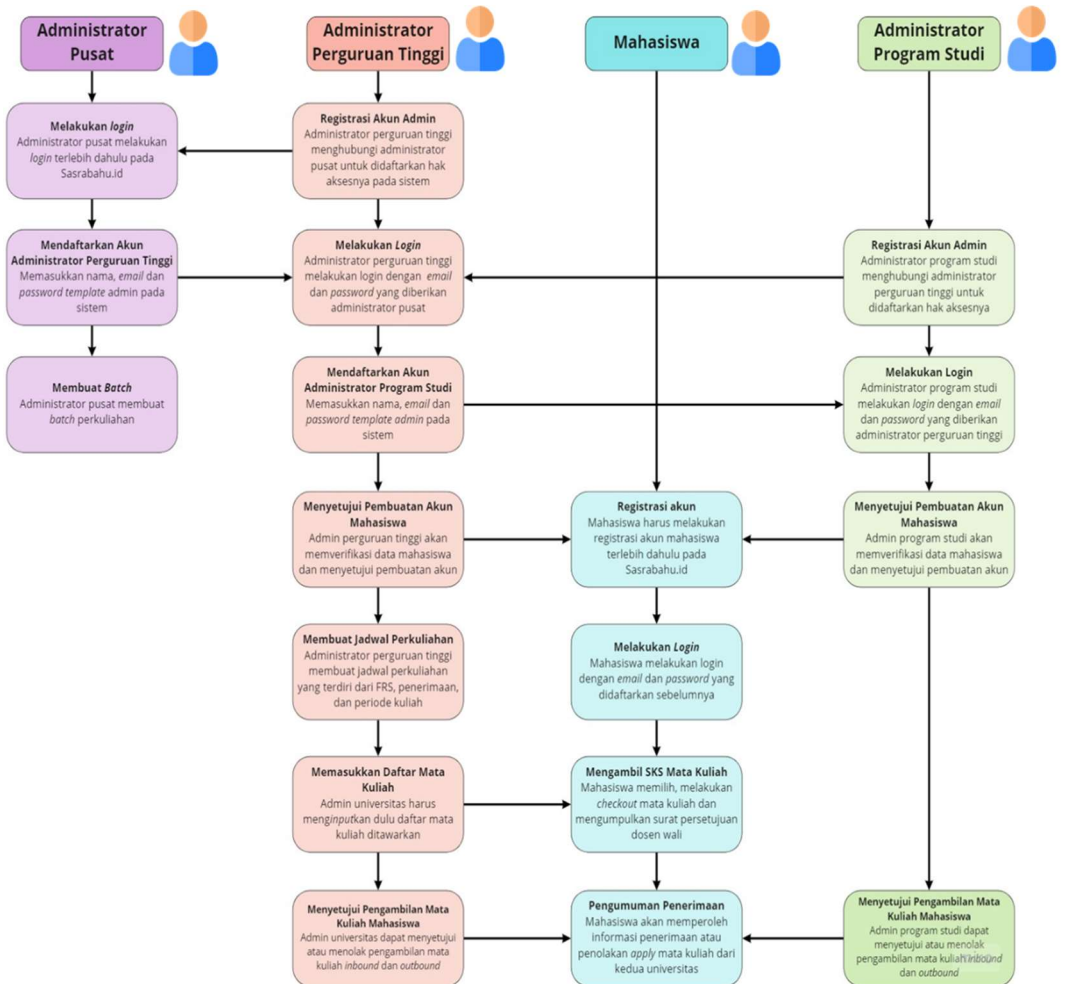 Administrator
Pusat
Administrator
Perguruan Tinggi
Mahasiswa
Administrator
Program Studi
Melakukan login
Administrator pusat melakukan
login terlebih dahulu pada
Sasrabahu.id
Registrasi Akun Admin
Administrator perguruan tinggi
menghubungi administrator
pusat untuk didaftarkan hak
aksesnya pada sistem
Mendaftarkan Akun
Administrator Perguruan Tinggi
Memasukkan nama, email dan
password template admin pada
sistem
Melakukan Login
Administrator perguruan tinggi
melakukan login dengan email
dan password yang diberikan
administrator pusat
Registrasi Akun Admin
Administrator program studi
menghubungi administrator
perguruan tinggi untuk
didaftarkan hak aksesnya
Membuat Batch
Administrator pusat membuat
batch perkuliahan
Mendaftarkan Akun
Administrator Program Studi
Memasukkan nama, email dan
password template admin pada
sistem
Melakukan Login
Administrator program studi
melakukan login dengan email
dan password yang diberikan
administrator perguruan tinggi
Menyetujui Pembuatan Akun
Mahasiswa
Admin perguruan tinggi akan
memverifikasi data mahasiswa
dan menyetujui pembuatan akun
Registrasi akun
Mahasiswa harus melakukan
registrasi akun mahasiswa
terlebih dahulu pada
Sasrabahu.id
Menyetujui Pembuatan Akun
Mahasiswa
Admin program studi akan
memverifikasi data mahasiswa
dan menyetujui pembuatan akun
Membuat Jadwal Perkuliahan
Administrator perguruan tinggi
membuat jadwal perkuliahan
yang terdiri dari FRS, penerimaan,
dan periode kuliah
Melakukan Login
Mahasiswa melakukan login
dengan email dan password yang
didaftarkan sebelumnya
Memasukkan Daftar Mata
Kuliah
Admin universitas harus
menginputkan dulu daftar mata
kuliah ditawarkan
Mengambil SKS Mata Kuliah
Mahasiswa memilih, melakukan
checkout mata kuliah dan
mengumpulkan surat persetujuan
dosen wali
Menyetujui Pengambilan Mata
Kuliah Mahasiswa
Admin universitas dapat menyetujui
atau menolak pengambilan mata
kuliah inbound dan outbound
Pengumuman Penerimaan
Mahasiswa akan memperoleh
informasi penerimaan atau
penolakan apply mata kuliah dari
kedua universitas
Menyetujui Pengambilan Mata
Kuliah Mahasiswa
Admin program studi dapat
menyetujui atau menolak
pengambilan mata kuliah inbound
dan outbound